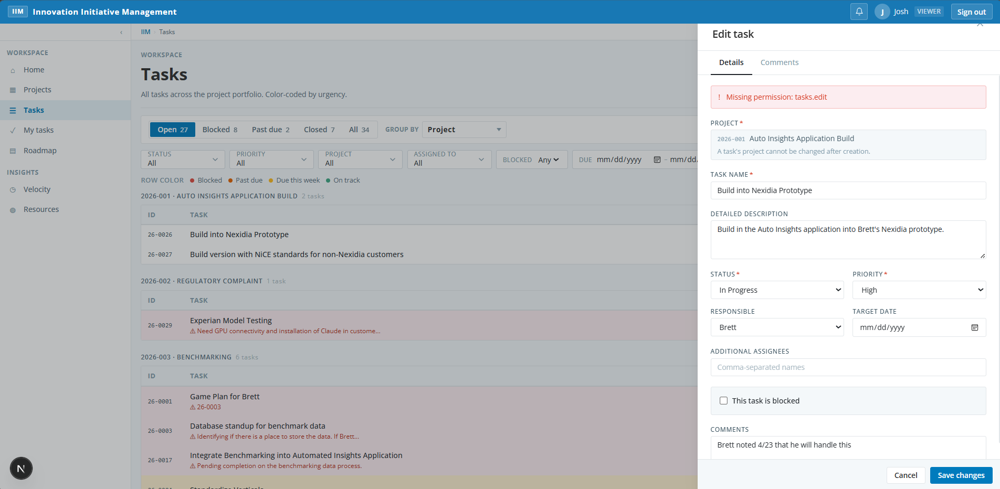 IIM Innovation Initiative Management
J Josh VIEWER Sign out
WORKSPACE
Home
Projects
Tasks
My tasks
Roadmap
INSIGHTS
Velocity
Resources
N
IIM › Tasks
WORKSPACE
Tasks
All tasks across the project portfolio. Color-coded by urgency.
Open 27 Blocked 8 Past due 2 Closed 7 All 34 GROUP BY Project
STATUS All
PRIORITY All
PROJECT All
ASSIGNED TO All
BLOCKED Any
DUE mm/dd/yyyy – mm/dd/
ROW COLOR Blocked Past due Due this week On track
2026-001 · AUTO INSIGHTS APPLICATION BUILD 2 tasks
ID TASK
26-0026 Build into Nexidia Prototype
26-0027 Build version with NiCE standards for non-Nexidia customers
2026-002 · REGULATORY COMPLAINT 1 task
ID TASK
26-0029 Experian Model Testing
⚠ Need GPU connectivity and installation of Claude in custome...
2026-003 · BENCHMARKING 6 tasks
ID TASK
26-0001 Game Plan for Brett
⚠ 26-0003
26-0003 Database standup for benchmark data
⚠ Identifying if there is a place to store the data. If Brett...
26-0017 Integrate Benchmarking into Automated Insights Application
⚠ Pending completion on the benchmarking data process.
Edit task
Details Comments
! Missing permission: tasks.edit
PROJECT*
2026-001 Auto Insights Application Build
A task's project cannot be changed after creation.
TASK NAME*
Build into Nexidia Prototype
DETAILED DESCRIPTION
Build in the Auto Insights application into Brett's Nexidia prototype.
STATUS* PRIORITY*
In Progress High
RESPONSIBLE TARGET DATE
Brett mm/dd/yyyy
ADDITIONAL ASSIGNEES
Comma-separated names
This task is blocked
COMMENTS
Brett noted 4/23 that he will handle this
Cancel Save changes